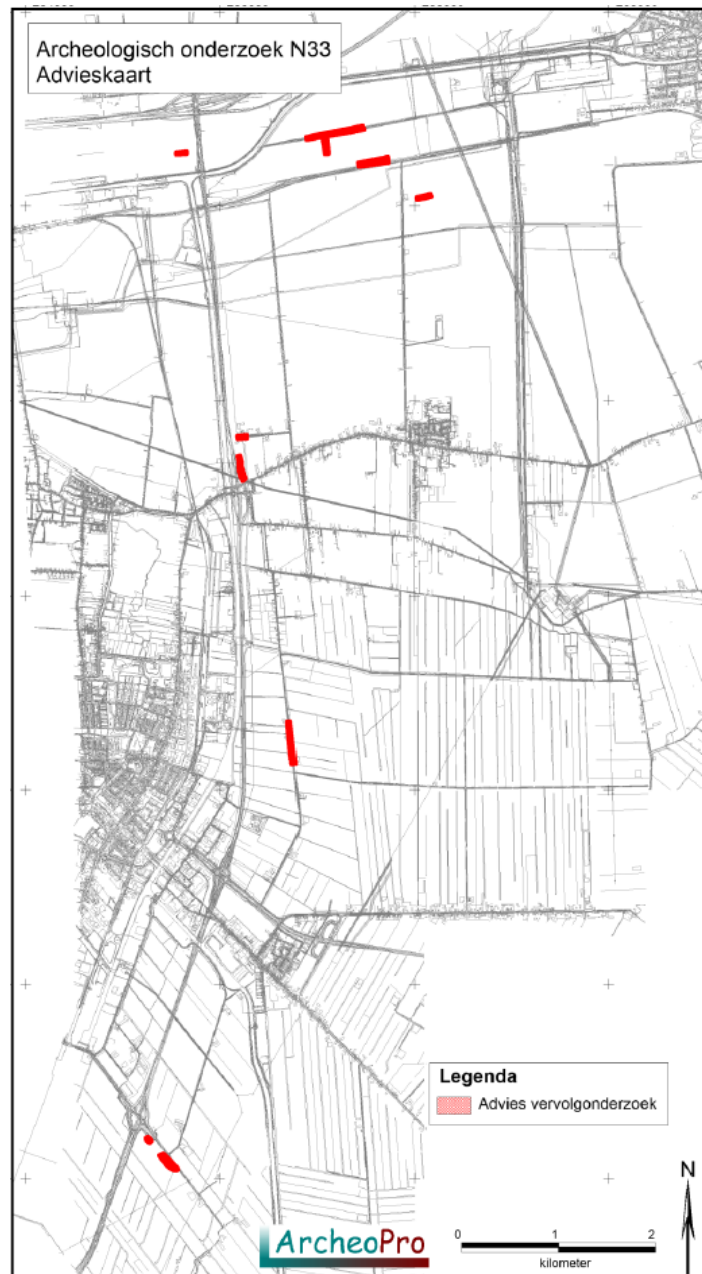 Archeologisch onderzoek N33
Advieskaart
Legenda
Advies vervolgonderzoek
N
ArcheoPro
0 1 2
kilometer